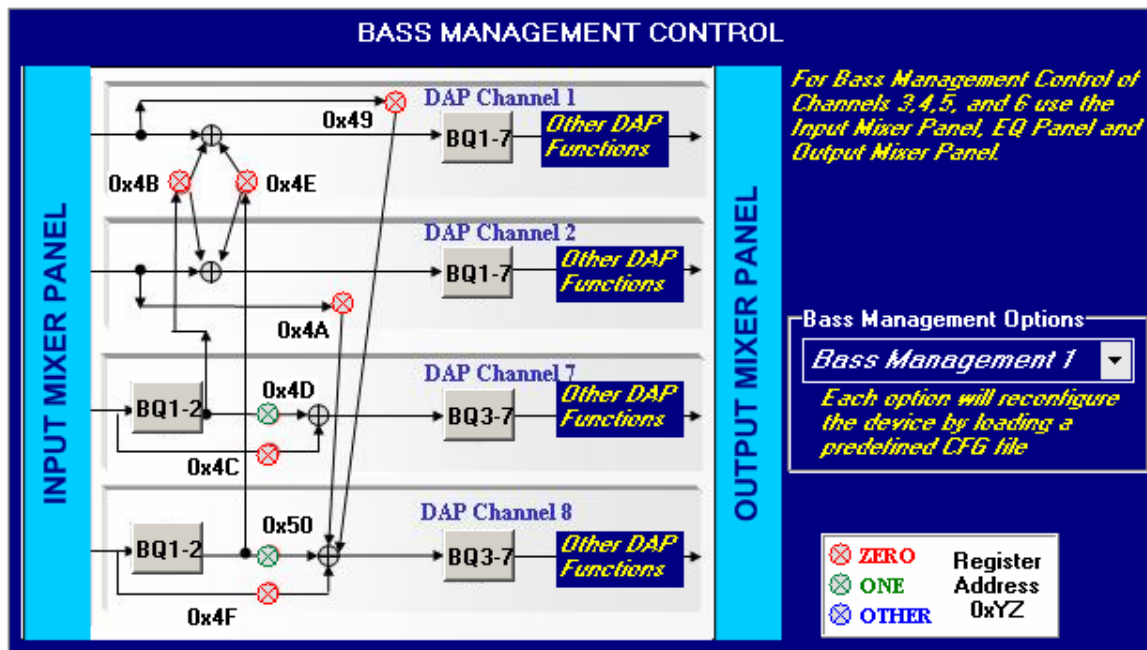 BASS MANAGEMENT CONTROL
INPUT MIXER PANEL
DAP Channel 1
0x49
BQ1-7
Other DAP
Functions
0x4B
0x4E
DAP Channel 2
BQ1-7
Other DAP
Functions
0x4A
DAP Channel 7
BQ1-2
0x4D
BQ3-7
Other DAP
Functions
0x4C
DAP Channel 8
BQ1-2
0x50
BQ3-7
Other DAP
Functions
0x4F
OUTPUT MIXER PANEL
For Bass Management Control of
Channels 3,4,5, and 6 use the
Input Mixer Panel, EQ Panel and
Output Mixer Panel.
Bass Management Options
Bass Management 1
Each option will reconfigure
the device by loading a
predefined CFG file
ZERO
ONE
OTHER
Register
Address
0xYZ